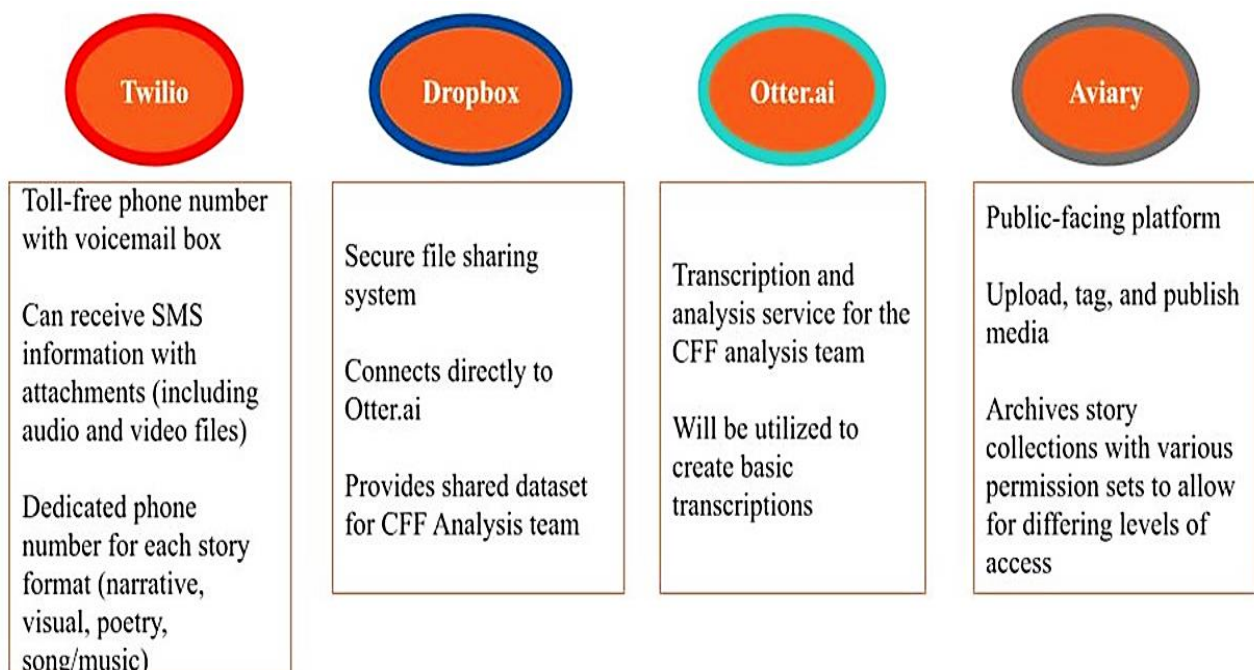 Twilio
Dropbox
Otter.ai
Aviary
Toll-free phone number
with voicemail box
Can receive SMS
information with
attachments (including
audio and video files)
Dedicated phone
number for each story
format (narrative,
visual, poetry,
song/music)
Secure file sharing
system
Connects directly to
Otter.ai
Provides shared dataset
for CFF Analysis team
Transcription and
analysis service for the
CFF analysis team
Will be utilized to
create basic
transcriptions
Public-facing platform
Upload, tag, and publish
media
Archives story
collections with various
permission sets to allow
for differing levels of
access